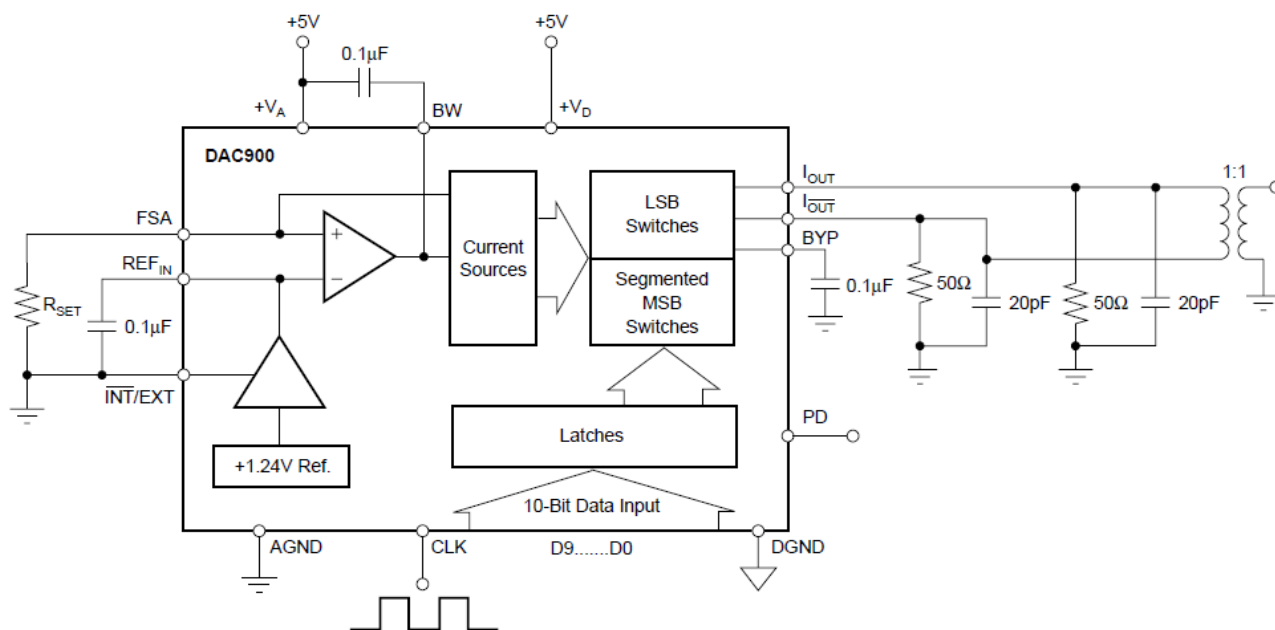 +5V
+5V
0.1µF
+VA
BW
+VD
DAC900
IOUT
1:1
FSA
LSB
Switches
I̅O̅U̅T̅
BYP
REFIN
Current
Sources
Segmented
MSB
Switches
0.1µF
50Ω
20pF
50Ω
20pF
RSET
0.1µF
I̅N̅T̅/EXT
PD
Latches
+1.24V Ref.
10-Bit Data Input
AGND
CLK
D9.......D0
DGND